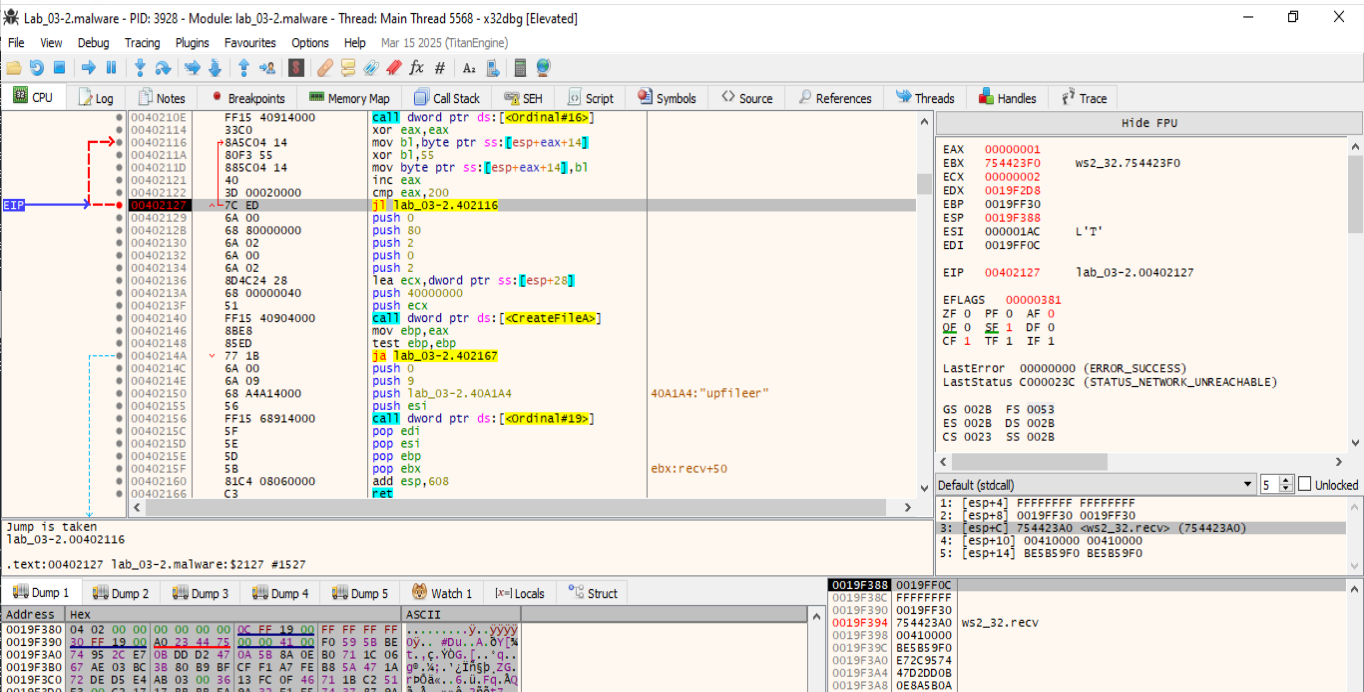 Lab_03-2.malware - PID: 3928 - Module: lab_03-2.malware - Thread: Main Thread 5568 - x32dbg [Elevated]
File View Debug Tracing Plugins Favourites Options Help Mar 15 2025 (TitanEngine)
CPU Log Notes Breakpoints Memory Map Call Stack SEH Script Symbols Source References Threads Handles Trace
0040210E FF15 40914000 call dword ptr ds:[<Ordinal#16>]
00402114 33C0 xor eax,eax
00402116 8A5C04 14 mov bl,byte ptr ss:[esp+eax+14]
0040211A 80F3 55 xor bl,55
0040211D 885C04 14 mov byte ptr ss:[esp+eax+14],bl
00402121 40 inc eax
00402122 3D 00020000 cmp eax,200
EIP 00402127 7C ED jl lab_03-2.402116
00402129 6A 00 push 0
0040212B 68 80000000 push 80
00402130 6A 02 push 2
00402132 6A 00 push 0
00402134 6A 02 push 2
00402136 8D4C24 28 lea ecx,dword ptr ss:[esp+28]
0040213A 68 00000040 push 40000000
0040213F 51 push ecx
00402140 FF15 40904000 call dword ptr ds:[<CreateFileA>]
00402146 8BE8 mov ebp,eax
00402148 85ED test ebp,ebp
0040214A 77 1B ja lab_03-2.402167
0040214C 6A 00 push 0
0040214E 6A 09 push 9
00402150 68 A4A14000 push lab_03-2.40A1A4 40A1A4:"upfileer"
00402155 56 push esi
00402156 FF15 68914000 call dword ptr ds:[<Ordinal#19>]
0040215C 5F pop edi
0040215D 5E pop esi
0040215E 5D pop ebp
0040215F 5B pop ebx ebx:recv+50
00402160 81C4 08060000 add esp,608
00402166 C3 ret
Hide FPU
EAX 00000001
EBX 754423F0 ws2_32.754423F0
ECX 00000002
EDX 0019F2D8
EBP 0019FF30
ESP 0019F388
ESI 000001AC L'Ƭ'
EDI 0019FF0C
EIP 00402127 lab_03-2.00402127
EFLAGS 00000381
ZF 0 PF 0 AF 0
OF 0 SF 1 DF 0
CF 1 TF 1 IF 1
LastError 00000000 (ERROR_SUCCESS)
LastStatus C000023C (STATUS_NETWORK_UNREACHABLE)
GS 002B FS 0053
ES 002B DS 002B
CS 0023 SS 002B
Default (stdcall) 5 Unlocked
1: [esp+4] FFFFFFFF FFFFFFFF
2: [esp+8] 0019FF30 0019FF30
3: [esp+C] 754423A0 <ws2_32.recv> (754423A0)
4: [esp+10] 00410000 00410000
5: [esp+14] BE5B59F0 BE5B59F0
Jump is taken
lab_03-2.00402116
.text:00402127 lab_03-2.malware:$2127 #1527
Dump 1 Dump 2 Dump 3 Dump 4 Dump 5 Watch 1 Locals Struct
Address Hex ASCII
0019F380 04 02 00 00 00 00 00 00 0C FF 19 00 FF FF FF FF
0019F390 30 FF 19 00 A0 23 44 75 00 00 41 00 F0 59 5B BE
0019F3A0 74 95 2C E7 0B DD D2 47 0A 5B 8A 0E B0 71 1C 06
0019F3B0 67 AE 03 BC 3B 80 B9 BF CF F1 A7 FE B8 5A 47 1A
0019F3C0 72 DE D5 E4 AB 03 00 36 13 FC 0F 46 71 1B C2 51
0019F388 0019FF0C
0019F38C FFFFFFFF
0019F390 0019FF30
0019F394 754423A0 ws2_32.recv
0019F398 00410000
0019F39C BE5B59F0
0019F3A0 E72C9574
0019F3A4 47D2DD0B
0019F3A8 0E8A5B0A